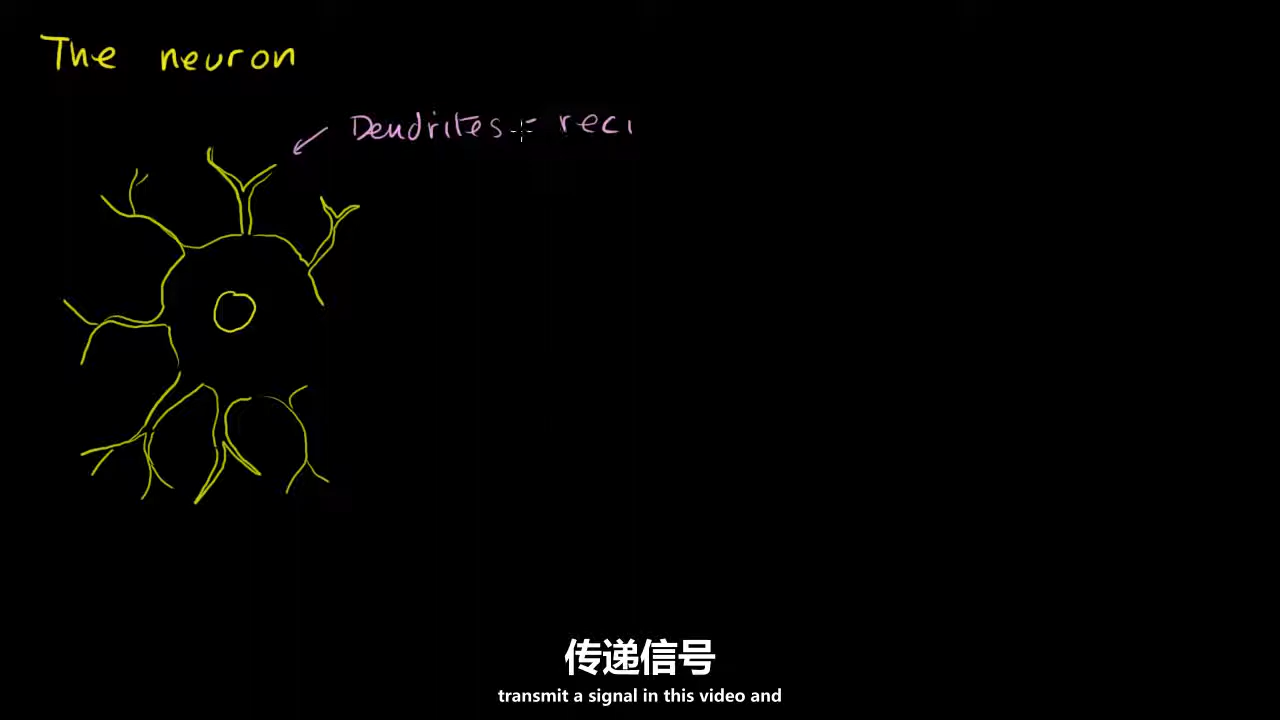 The neuron
Dendrites - reci
传递信号
transmit a signal in this video and